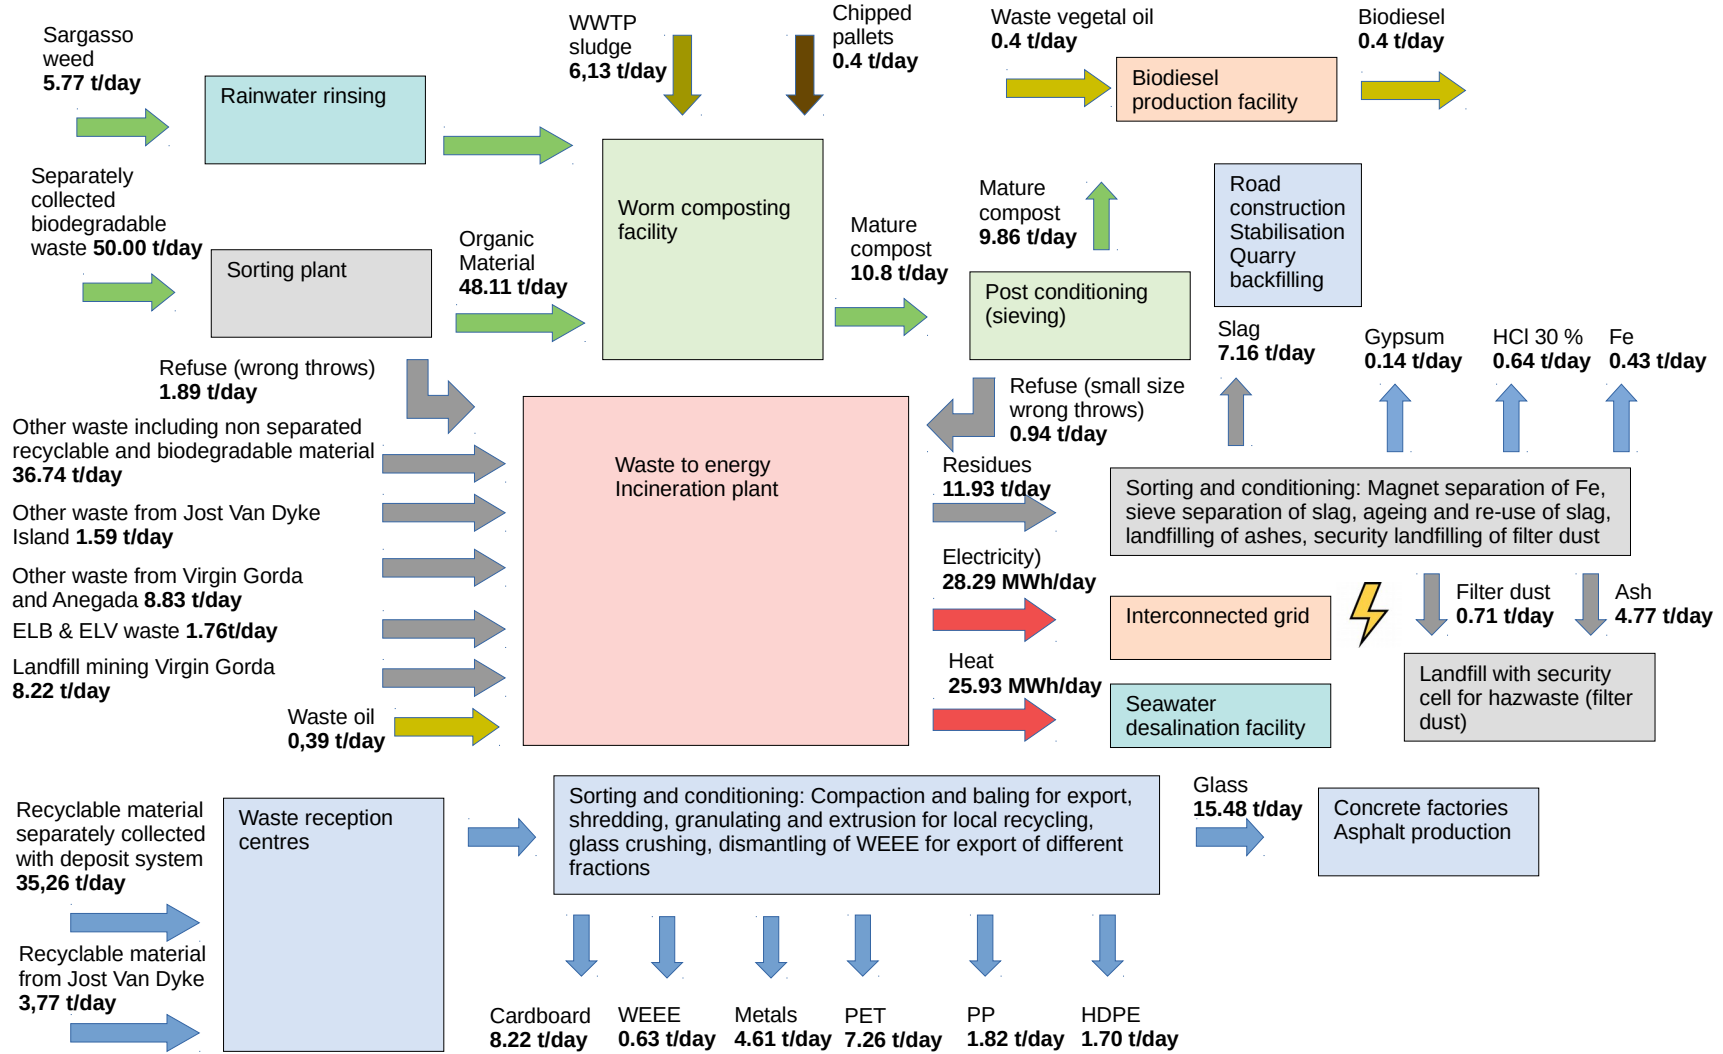 Sargasso
weed
5.77 t/day
Rainwater rinsing
WWTP
sludge
6,13 t/day
Chipped
pallets
0.4 t/day
Waste vegetal oil
0.4 t/day
Biodiesel
production facility
Biodiesel
0.4 t/day
Separately
collected
biodegradable
waste 50.00 t/day
Sorting plant
Organic
Material
48.11 t/day
Worm composting
facility
Mature
compost
10.8 t/day
Mature
compost
9.86 t/day
Post conditioning
(sieving)
Road
construction
Stabilisation
Quarry
backfilling
Slag
7.16 t/day
Gypsum
0.14 t/day
HCl 30 %
0.64 t/day
Fe
0.43 t/day
Refuse (wrong throws)
1.89 t/day
Refuse (small size
wrong throws)
0.94 t/day
Other waste including non separated
recyclable and biodegradable material
36.74 t/day
Other waste from Jost Van Dyke
Island 1.59 t/day
Other waste from Virgin Gorda
and Anegada 8.83 t/day
ELB & ELV waste 1.76t/day
Landfill mining Virgin Gorda
8.22 t/day
Waste oil
0,39 t/day
Waste to energy
Incineration plant
Residues
11.93 t/day
Sorting and conditioning: Magnet separation of Fe,
sieve separation of slag, ageing and re-use of slag,
landfilling of ashes, security landfilling of filter dust
Electricity)
28.29 MWh/day
Interconnected grid
Filter dust
0.71 t/day
Ash
4.77 t/day
Heat
25.93 MWh/day
Seawater
desalination facility
Landfill with security
cell for hazwaste (filter
dust)
Recyclable material
separately collected
with deposit system
35,26 t/day
Recyclable material
from Jost Van Dyke
3,77 t/day
Waste reception
centres
Sorting and conditioning: Compaction and baling for export,
shredding, granulating and extrusion for local recycling,
glass crushing, dismantling of WEEE for export of different
fractions
Glass
15.48 t/day
Concrete factories
Asphalt production
Cardboard
8.22 t/day
WEEE
0.63 t/day
Metals
4.61 t/day
PET
7.26 t/day
PP
1.82 t/day
HDPE
1.70 t/day